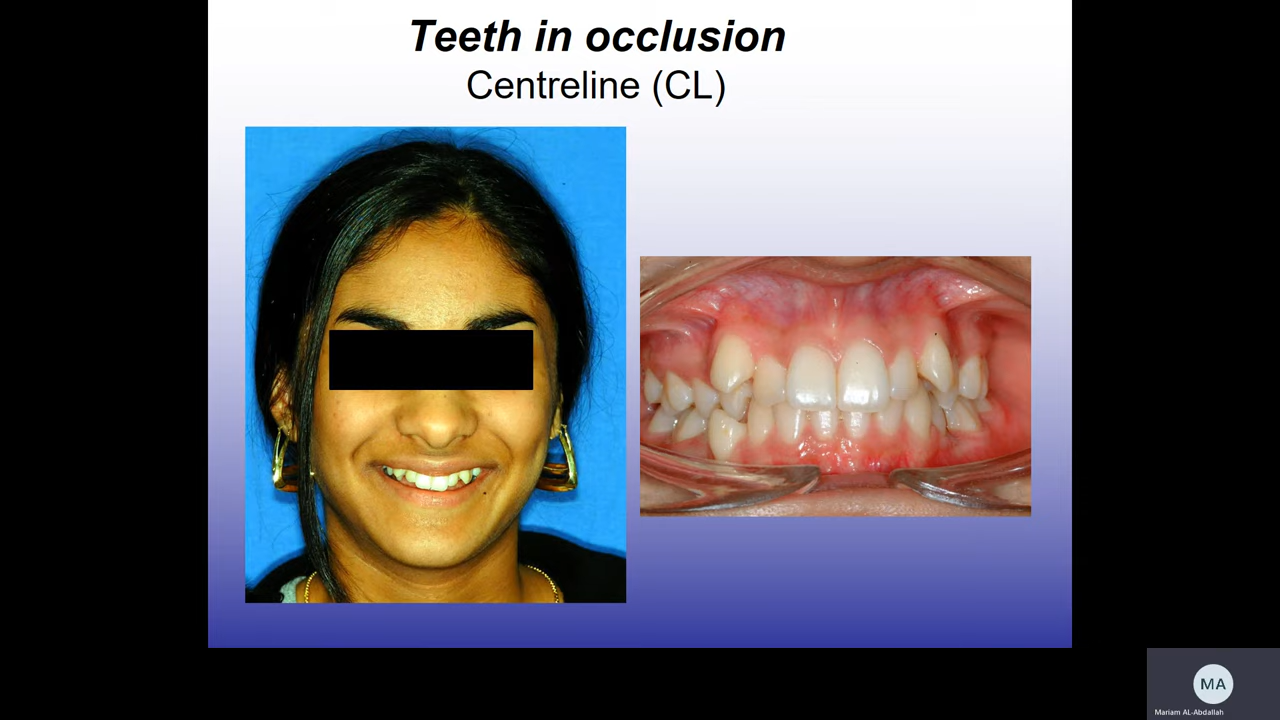 Teeth in occlusion
Centreline (CL)
MA
Mariam AL-Abdallah